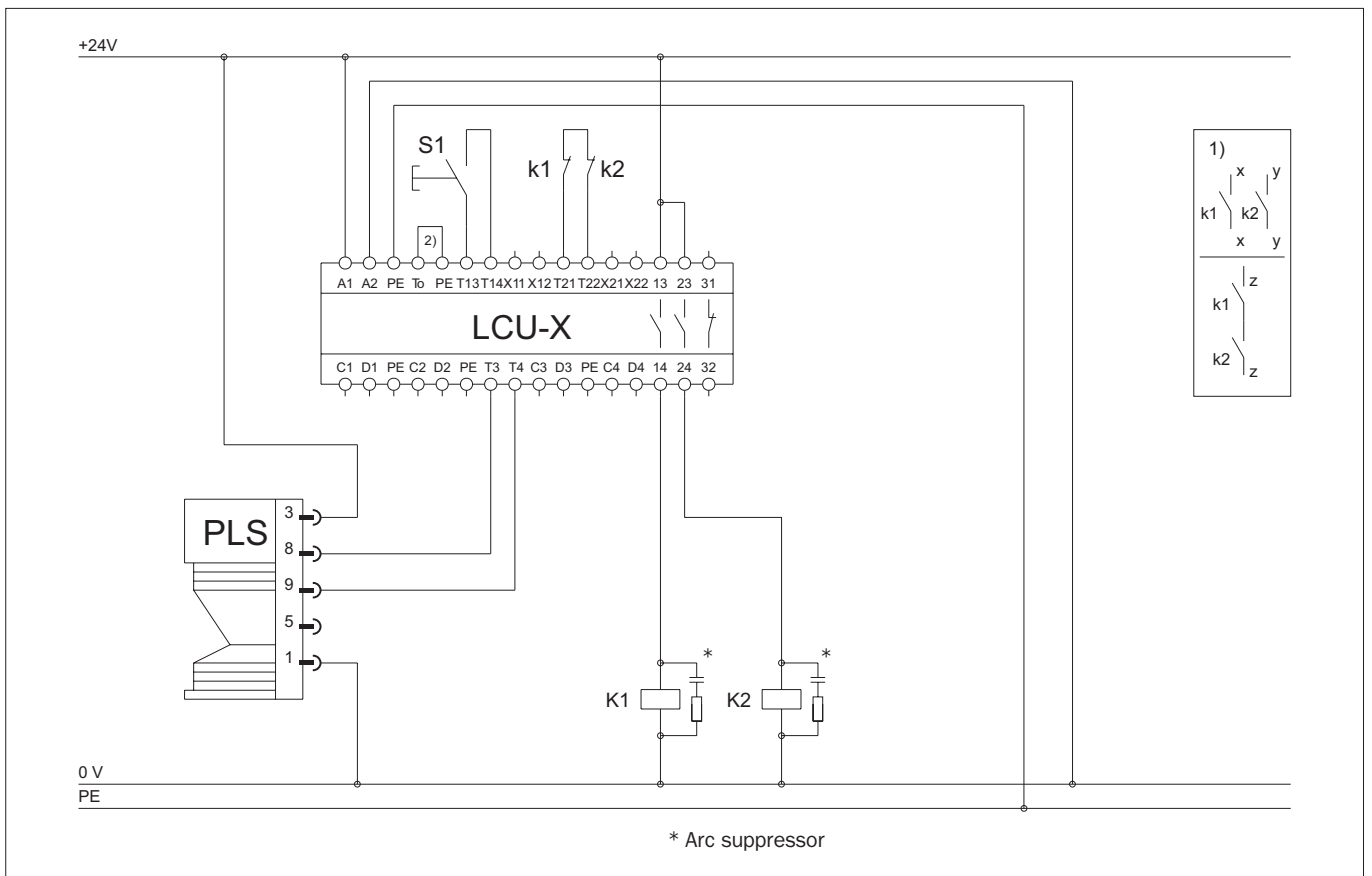 +24V
S1
k1
k2
2)
A1 A2 PE To PE T13 T14 X11 X12 T21 T22 X21 X22 13 23 31
LCU-X
C1 D1 PE C2 D2 PE T3 T4 C3 D3 PE C4 D4 14 24 32
1)
x y
k1 k2
x y
z
k1
k2
z
PLS
3
8
9
5
1
* *
K1 K2
0 V
PE
* Arc suppressor